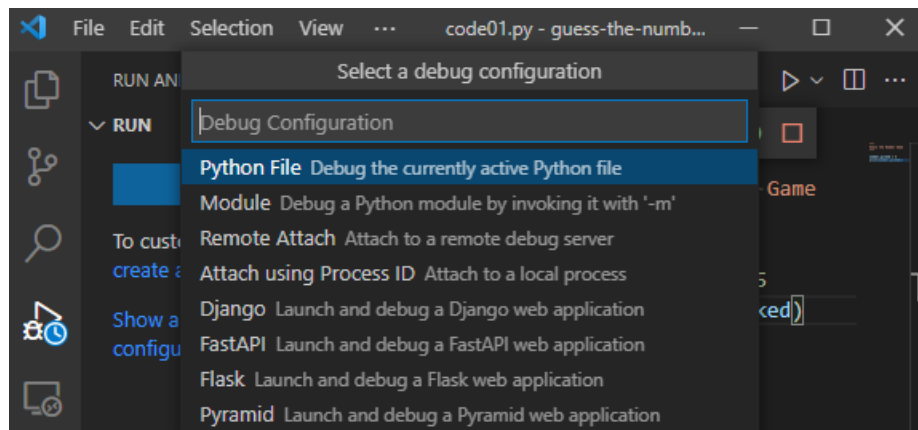 File Edit Selection View ··· code01.py - guess-the-numb...
RUN AN
Select a debug configuration
RUN
Debug Configuration
Python File Debug the currently active Python file
Game
Module Debug a Python module by invoking it with '-m'
To custo
Remote Attach Attach to a remote debug server
create a
Attach using Process ID Attach to a local process
5
Show a
Django Launch and debug a Django web application
ked)
configu
FastAPI Launch and debug a FastAPI web application
Flask Launch and debug a Flask web application
Pyramid Launch and debug a Pyramid web application